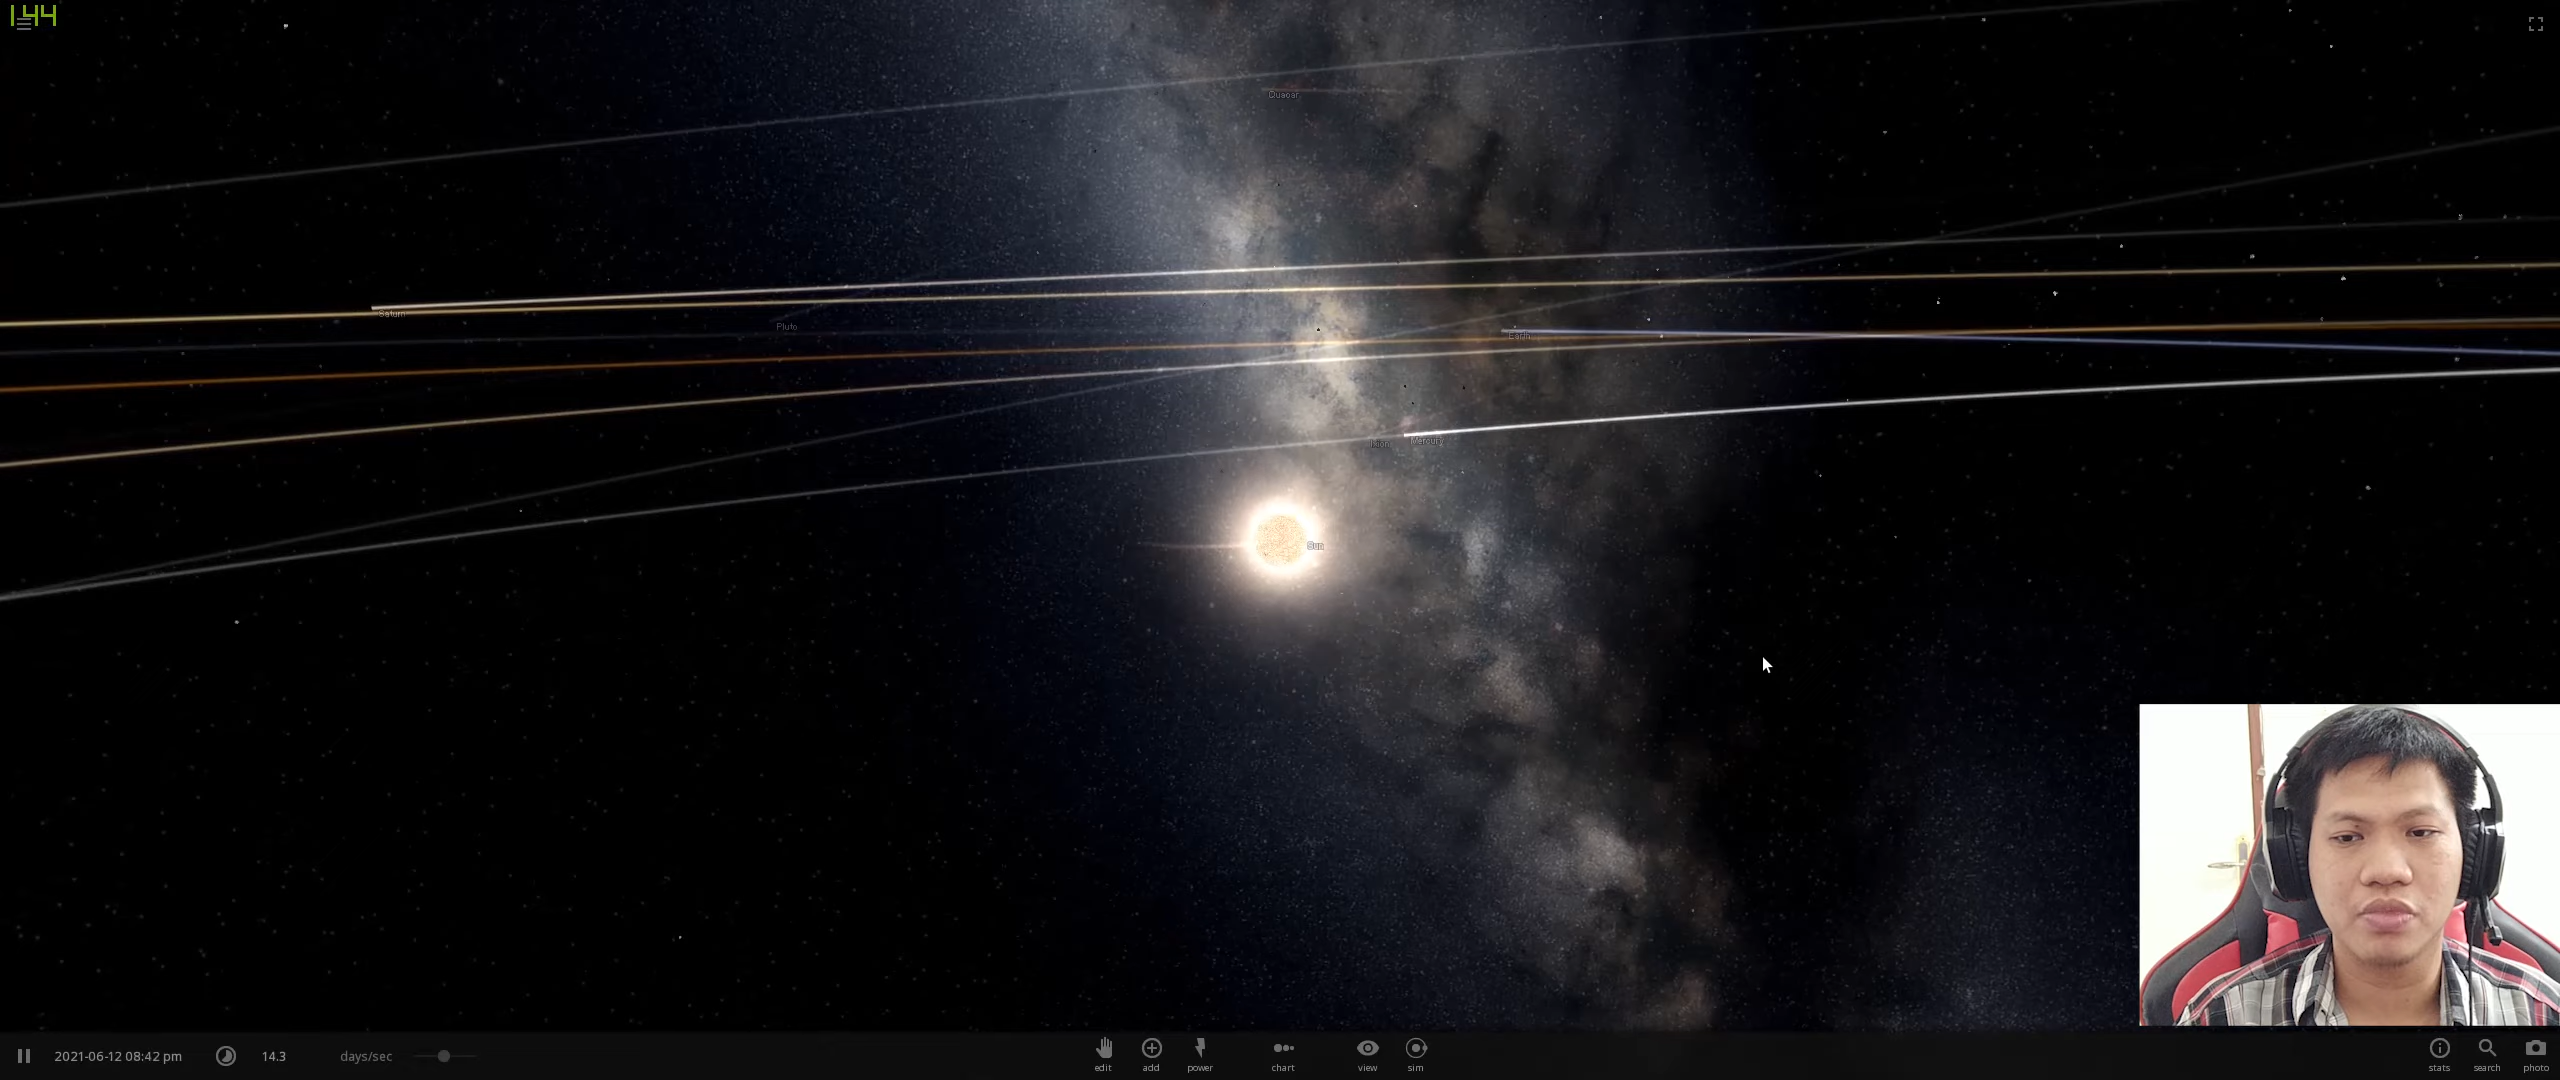 144
Quaoar
Saturn
Pluto
Earth
Ixion
Mercury
Sun
2021-06-12 08:42 pm
14.3
days/sec
edit
add
power
chart
view
sim
stats
search
photo